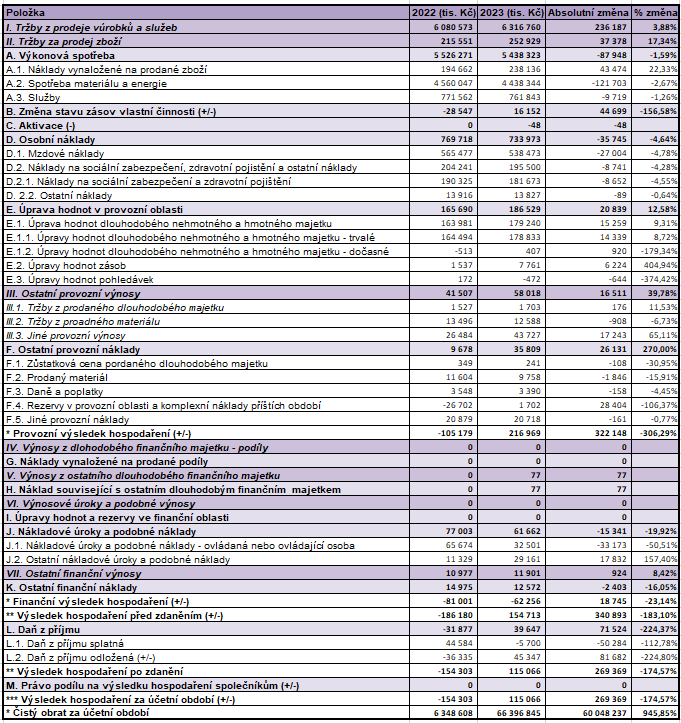 Položka 2022 (tis. Kč) 2023 (tis. Kč) Absolutní změna % změna
I. Tržby z prodeje vúrobků a služeb 6 080 573 6 316 760 236 187 3,88%
II. Tržby za prodej zboží 215 551 252 929 37 378 17,34%
A. Výkonová spotřeba 5 526 271 5 438 323 -87 948 -1,59%
A.1. Náklady vynaložené na prodané zboží 194 662 238 136 43 474 22,33%
A.2. Spotřeba materiálu a energie 4 560 047 4 438 344 -121 703 -2,67%
A.3. Služby 771 562 761 843 -9 719 -1,26%
B. Změna stavu zásov vlastní činnosti (+/-) -28 547 16 152 44 699 -156,58%
C. Aktivace (-) 0 -48 -48
D. Osobní náklady 769 718 733 973 -35 745 -4,64%
D.1. Mzdové náklady 565 477 538 473 -27 004 -4,78%
D.2. Náklady na sociální zabezpečení, zdravotní pojistění a ostatní náklady 204 241 195 500 -8 741 -4,28%
D.2.1. Náklady na sociální zabezpečení a zdravotní pojištění 190 325 181 673 -8 652 -4,55%
D. 2.2. Ostatní náklady 13 916 13 827 -89 -0,64%
E. Úprava hodnot v provozní oblasti 165 690 186 529 20 839 12,58%
E.1. Úprava hodnot dlouhodobého nehmotného a hmotného majetku 163 981 179 240 15 259 9,31%
E.1.1. Úpravy hodnot dlouhodobého nehmotného a hmotného majetku - trvalé 164 494 178 833 14 339 8,72%
E.1.2. Úpravy hodnot dlouhodobého nehmotného a hmotného majetku - dočasné -513 407 920 -179,34%
E.2. Úpravy hodnot zásob 1 537 7 761 6 224 404,94%
E.3. Úpravy hodnot pohledávek 172 -472 -644 -374,42%
III. Ostatní provozní výnosy 41 507 58 018 16 511 39,78%
III.1. Tržby z prodaného dlouhodobého majetku 1 527 1 703 176 11,53%
III.2. Tržby z proadného materiálu 13 496 12 588 -908 -6,73%
III.3. Jiné provozní výnosy 26 484 43 727 17 243 65,11%
F. Ostatní provozní náklady 9 678 35 809 26 131 270,00%
F.1. Zůstatková cena pordaného dlouhodobého majetku 349 241 -108 -30,95%
F.2. Prodaný materiál 11 604 9 758 -1 846 -15,91%
F.3. Daně a poplatky 3 548 3 390 -158 -4,45%
F.4. Rezervy v provozní oblasti a komplexní náklady příštích období -26 702 1 702 28 404 -106,37%
F.5. Jiné provozní náklady 20 879 20 718 -161 -0,77%
* Provozní výsledek hospodaření (+/-) -105 179 216 969 322 148 -306,29%
IV. Výnosy z dlohodobého finančního majetku - podíly 0 0 0
G. Náklady vynaložené na prodané podíly 0 0 0
V. Výnosy z ostatního dlouhodobého finančního majetku 0 77 77
H. Náklad související s ostatním dlouhodobým finančním majetkem 0 77 77
VI. Výnosové úroky a podobné výnosy 0 0 0
I. Úpravy hodnot a rezervy ve finanční oblasti 0 0 0
J. Nákladové úroky a podobné náklady 77 003 61 662 -15 341 -19,92%
J.1. Nákladové úroky a podobné náklady - ovládaná nebo ovládající osoba 65 674 32 501 -33 173 -50,51%
J.2. Ostatní nákladové úroky a podobné náklady 11 329 29 161 17 832 157,40%
VII. Ostatní finanční výnosy 10 977 11 901 924 8,42%
K. Ostatní finanční náklady 14 975 12 572 -2 403 -16,05%
* Finanční výsledek hospodaření (+/-) -81 001 -62 256 18 745 -23,14%
** Výsledek hospodaření před zdaněním (+/-) -186 180 154 713 340 893 -183,10%
L. Daň z příjmu -31 877 39 647 71 524 -224,37%
L.1. Daň z příjmu splatná 44 584 -5 700 -50 284 -112,78%
L.2. Daň z příjmu odložená (+/-) -36 335 45 347 81 682 -224,80%
** Výsledek hospodaření po zdanění -154 303 115 066 269 369 -174,57%
M. Právo podílu na výsledku hospodaření společníkům (+/-) 0 0 0
*** Výsledek hospodaření za účetní období (+/-) -154 303 115 066 269 369 -174,57%
* Čistý obrat za účetní období 6 348 608 66 396 845 60 048 237 945,85%